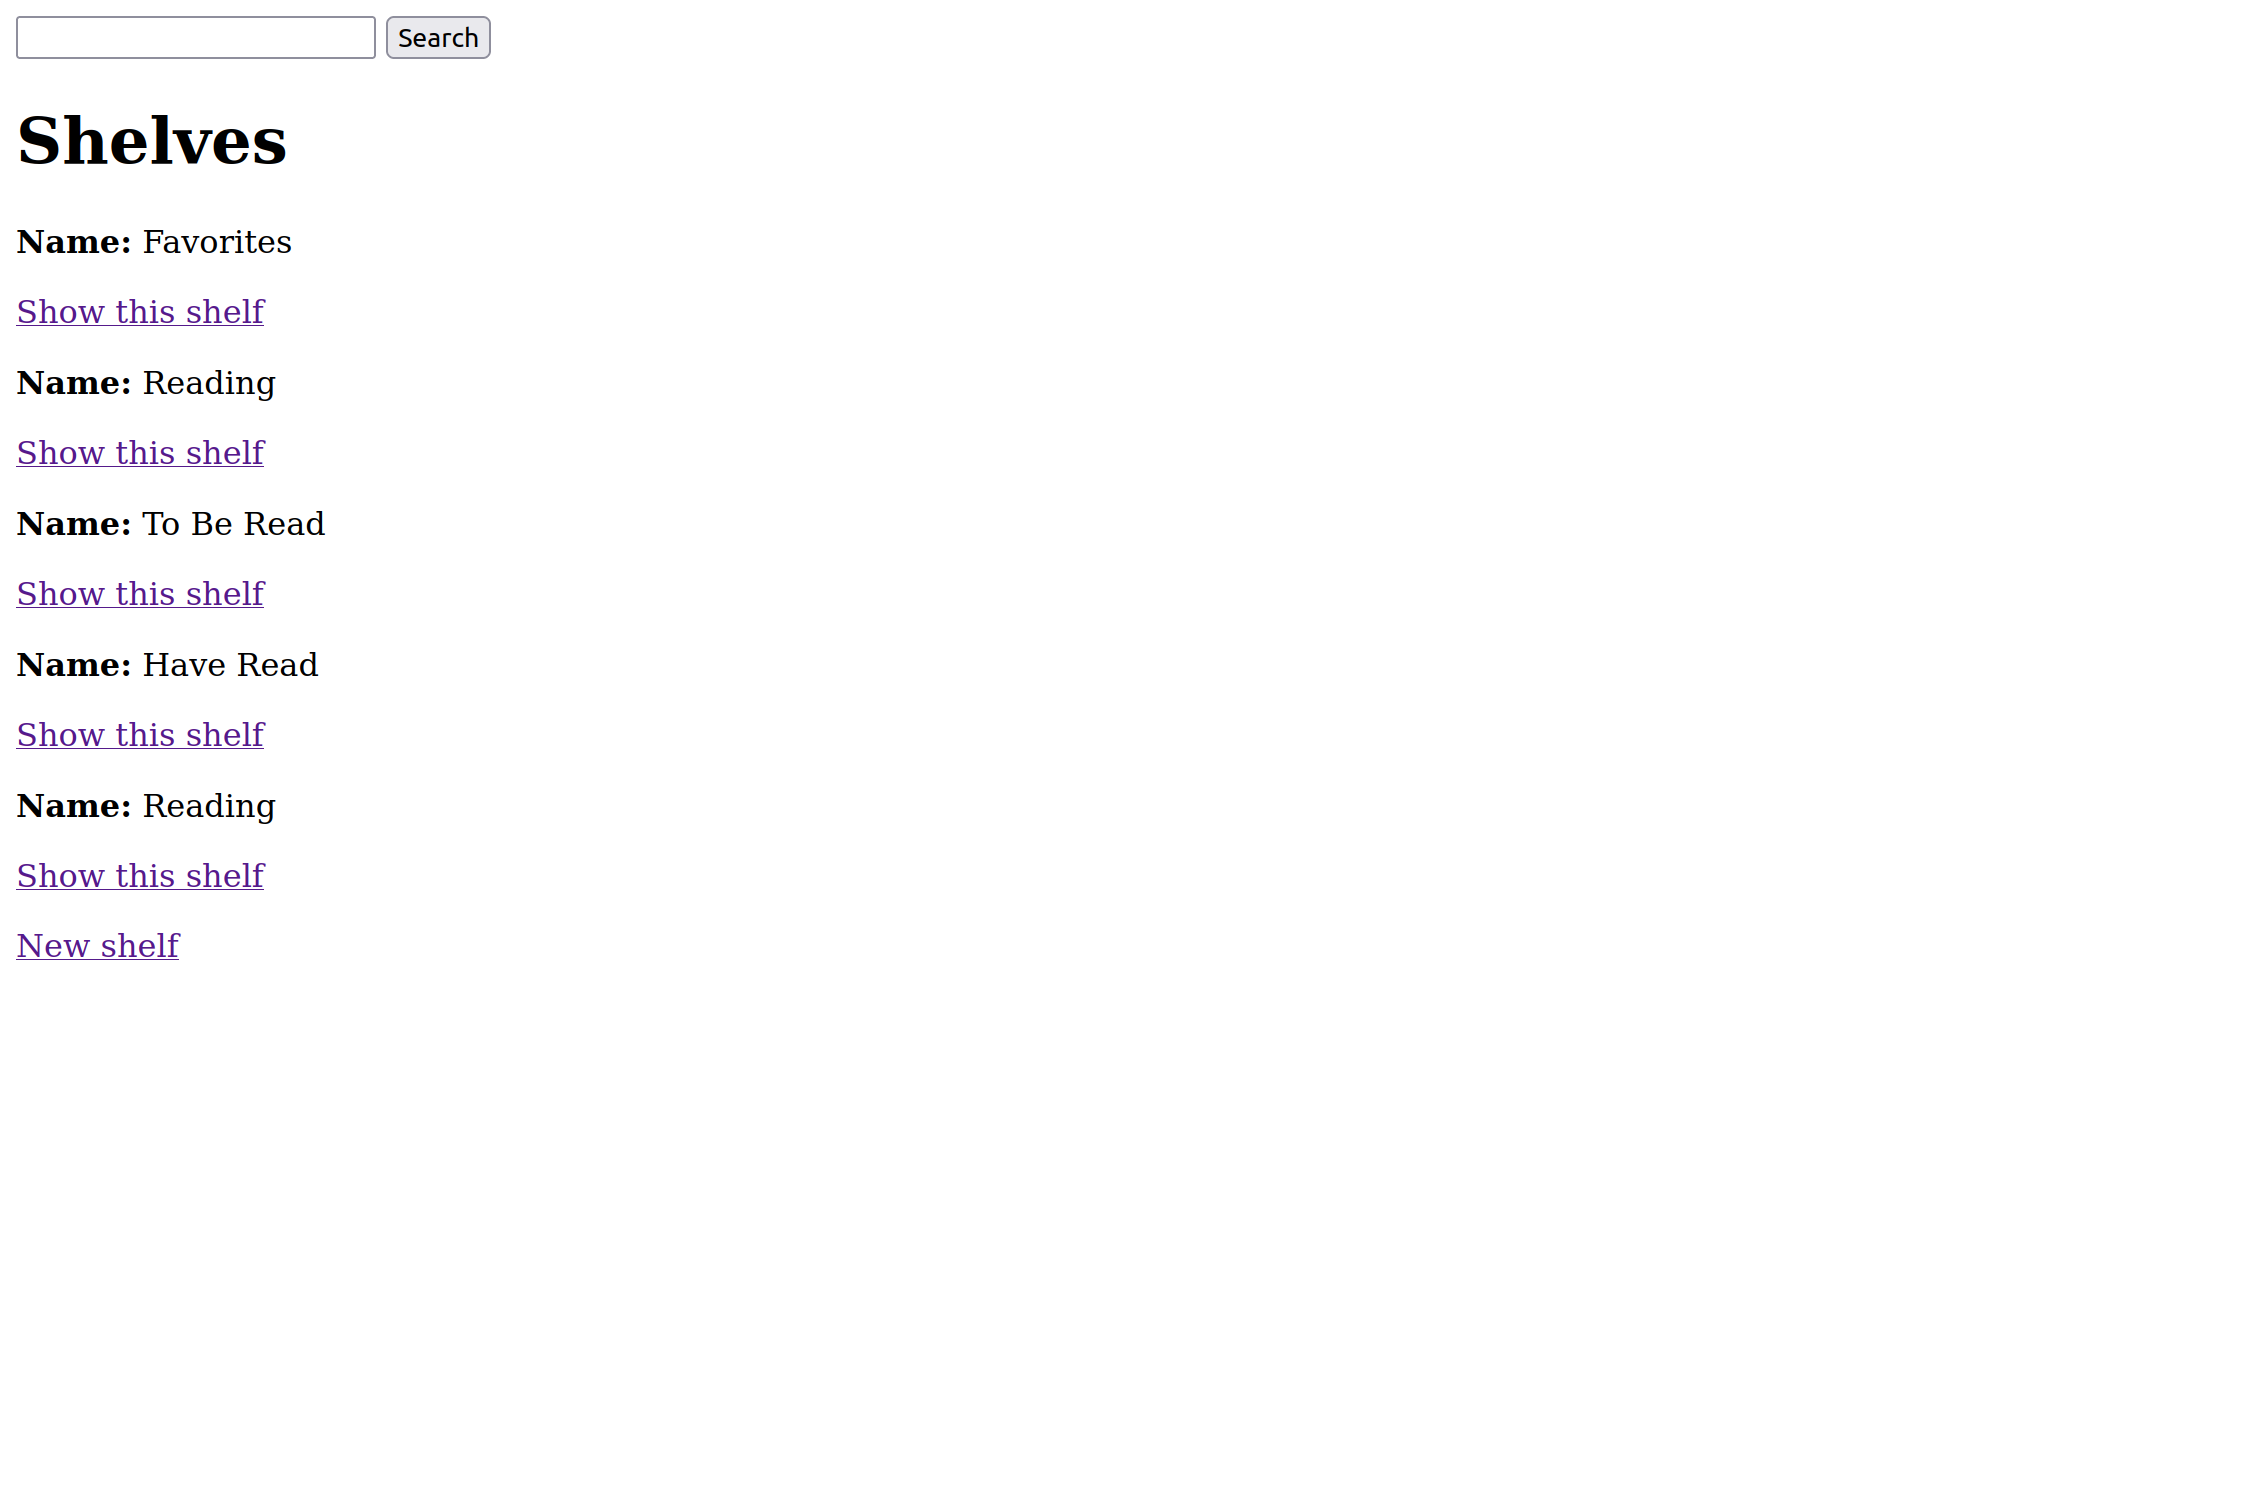 Search
Shelves
Name: Favorites
Show this shelf
Name: Reading
Show this shelf
Name: To Be Read
Show this shelf
Name: Have Read
Show this shelf
Name: Reading
Show this shelf
New shelf